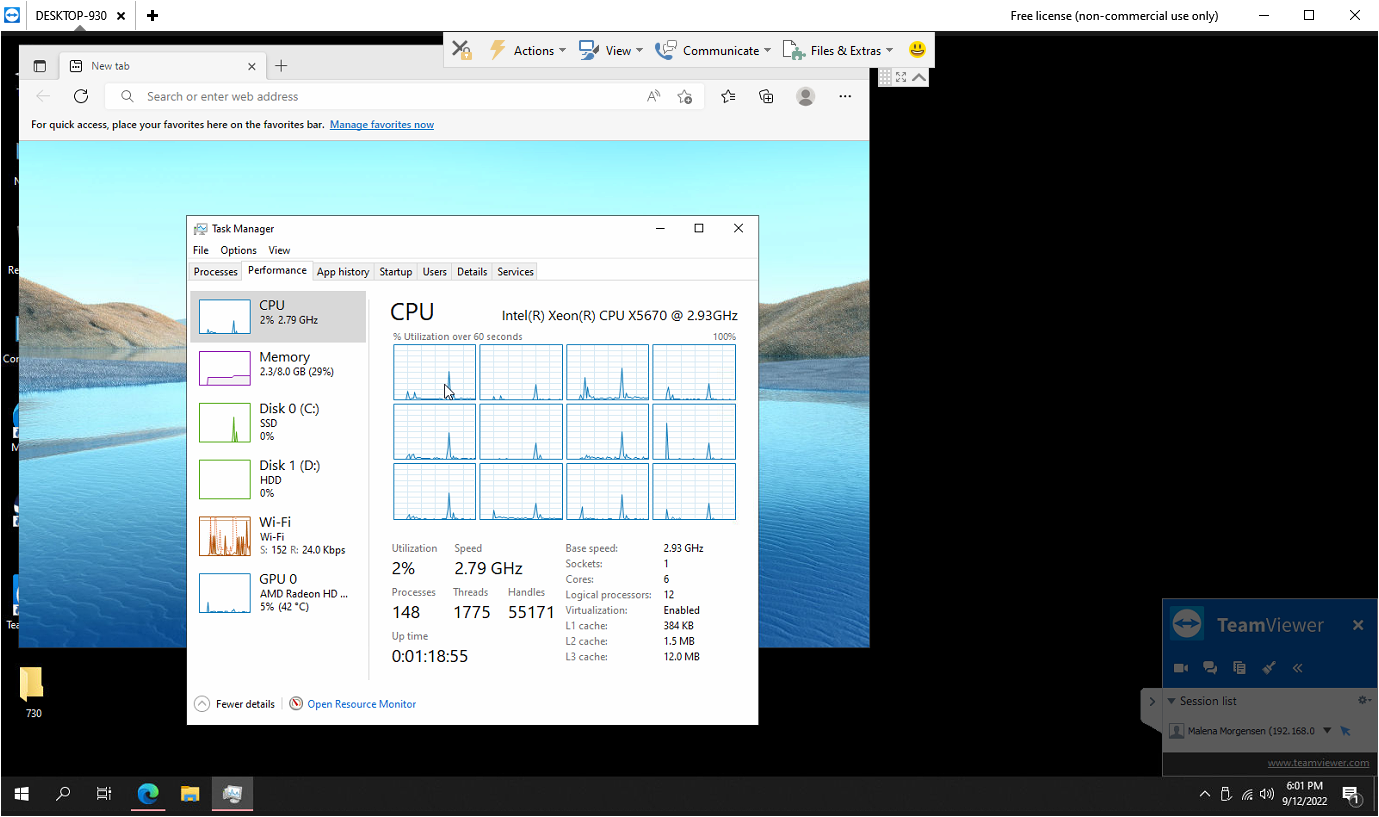 DESKTOP-930
Free license (non-commercial use only)
Actions
View
Communicate
Files & Extras
New tab
Search or enter web address
For quick access, place your favorites here on the favorites bar. Manage favorites now
Task Manager
File Options View
Processes Performance App history Startup Users Details Services
CPU
2% 2.79 GHz
Memory
2.3/8.0 GB (29%)
Disk 0 (C:)
SSD
0%
Disk 1 (D:)
HDD
0%
Wi-Fi
Wi-Fi
S: 152 R: 24.0 Kbps
GPU 0
AMD Radeon HD ...
5% (42 °C)
CPU
Intel(R) Xeon(R) CPU X5670 @ 2.93GHz
% Utilization over 60 seconds 100%
Utilization Speed
2% 2.79 GHz
Processes Threads Handles
148 1775 55171
Up time
0:01:18:55
Base speed: 2.93 GHz
Sockets: 1
Cores: 6
Logical processors: 12
Virtualization: Enabled
L1 cache: 384 KB
L2 cache: 1.5 MB
L3 cache: 12.0 MB
Fewer details
Open Resource Monitor
N
Re
Cor
M
Tea
730
TeamViewer
Session list
Malena Morgensen (192.168.0
www.teamviewer.com
6:01 PM
9/12/2022
1